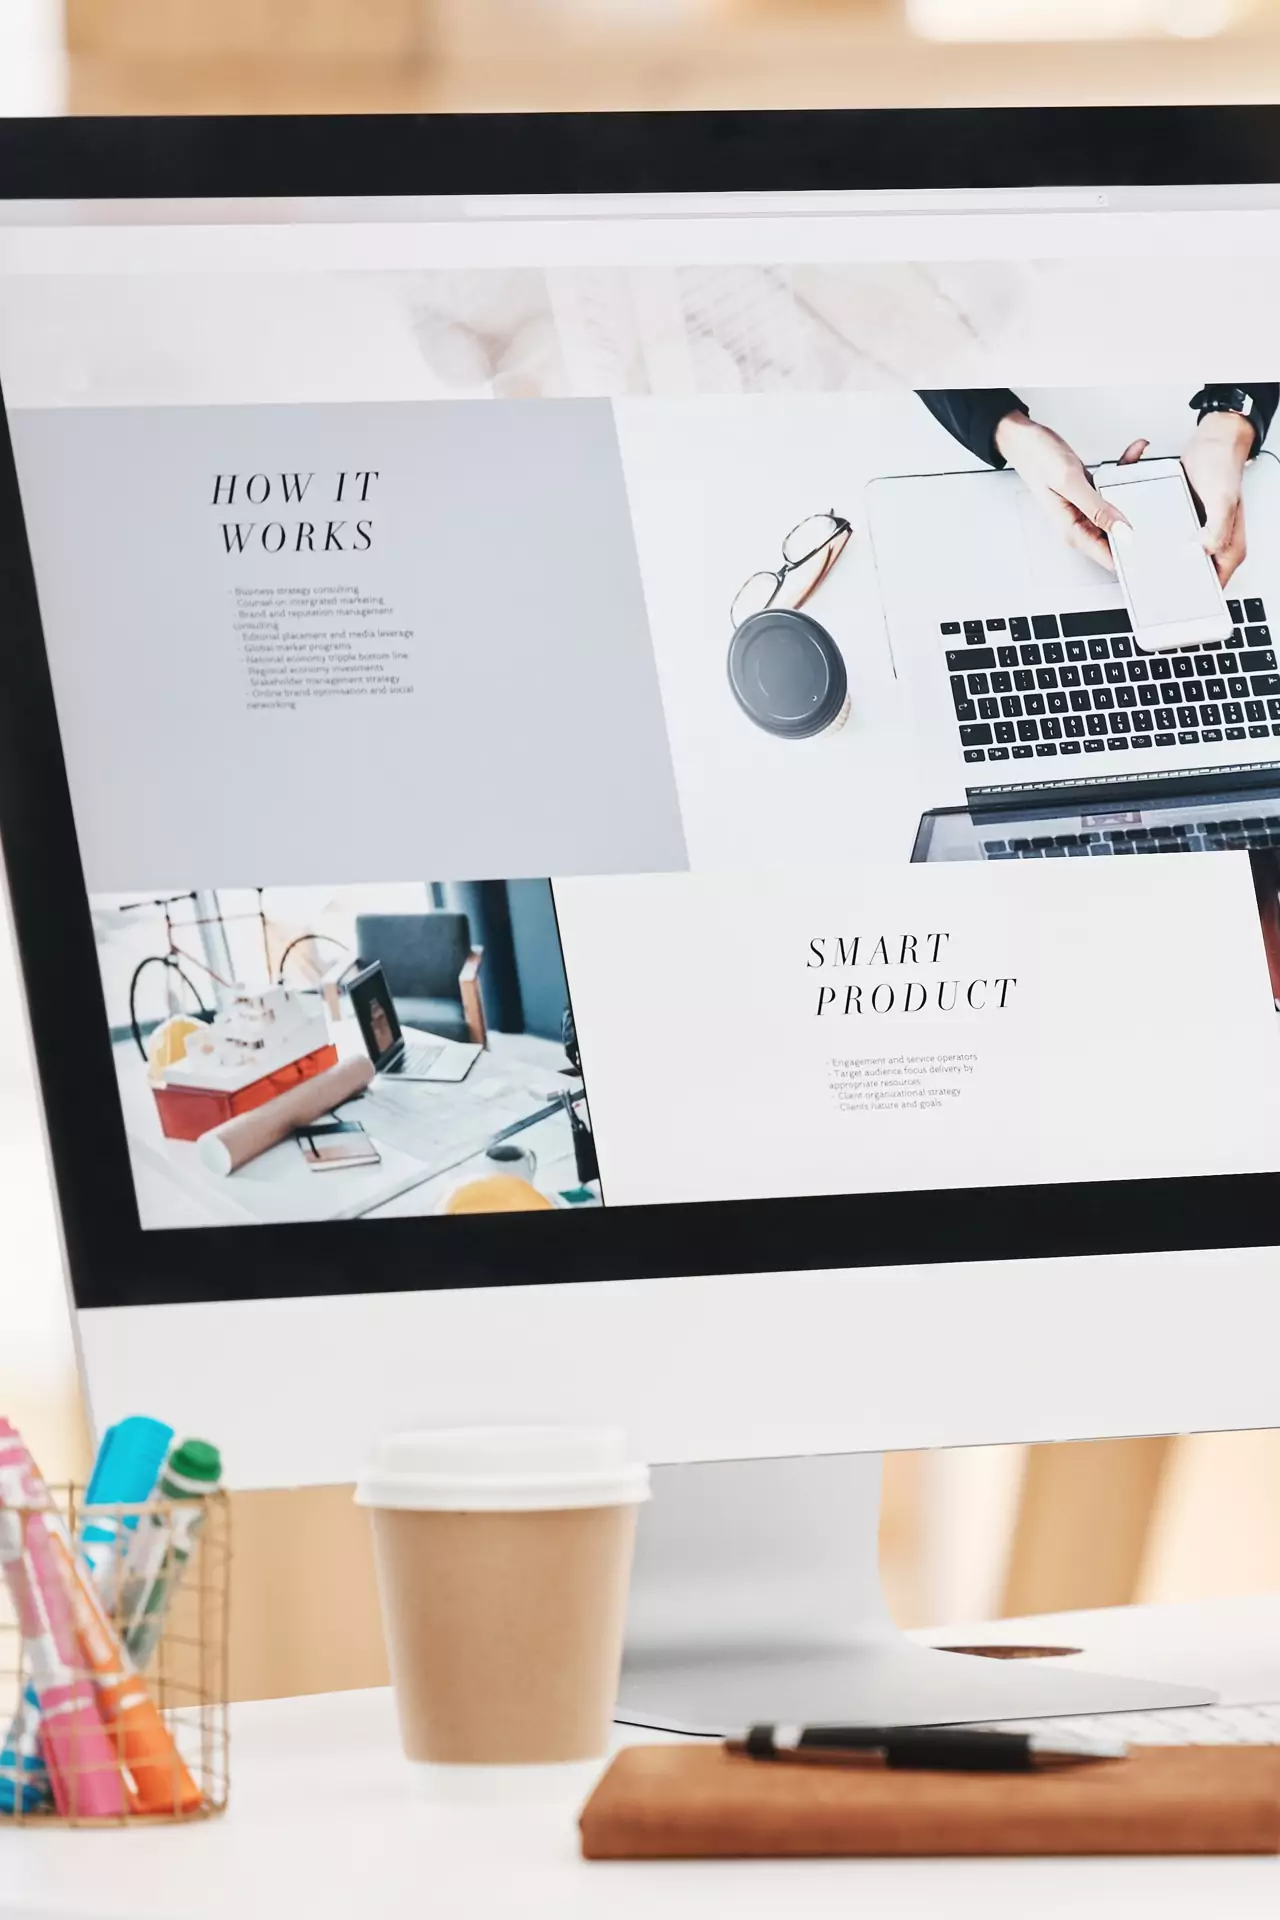 HOW IT
WORKS
- Business strategy consulting
Counsel on intergrated marketing
- Brand and reputation management
consulting
- Editorial placement and media leverage
- Global market programs
- National economy tripple bottom line
Regional economy investments
Stakeholder management strategy
- Online brand optimisation and social
networking
SMART
PRODUCT
- Engagement and service operators
- Target audience focus delivery by
appropriate resources
- Client organizational strategy
- Clients nature and goals